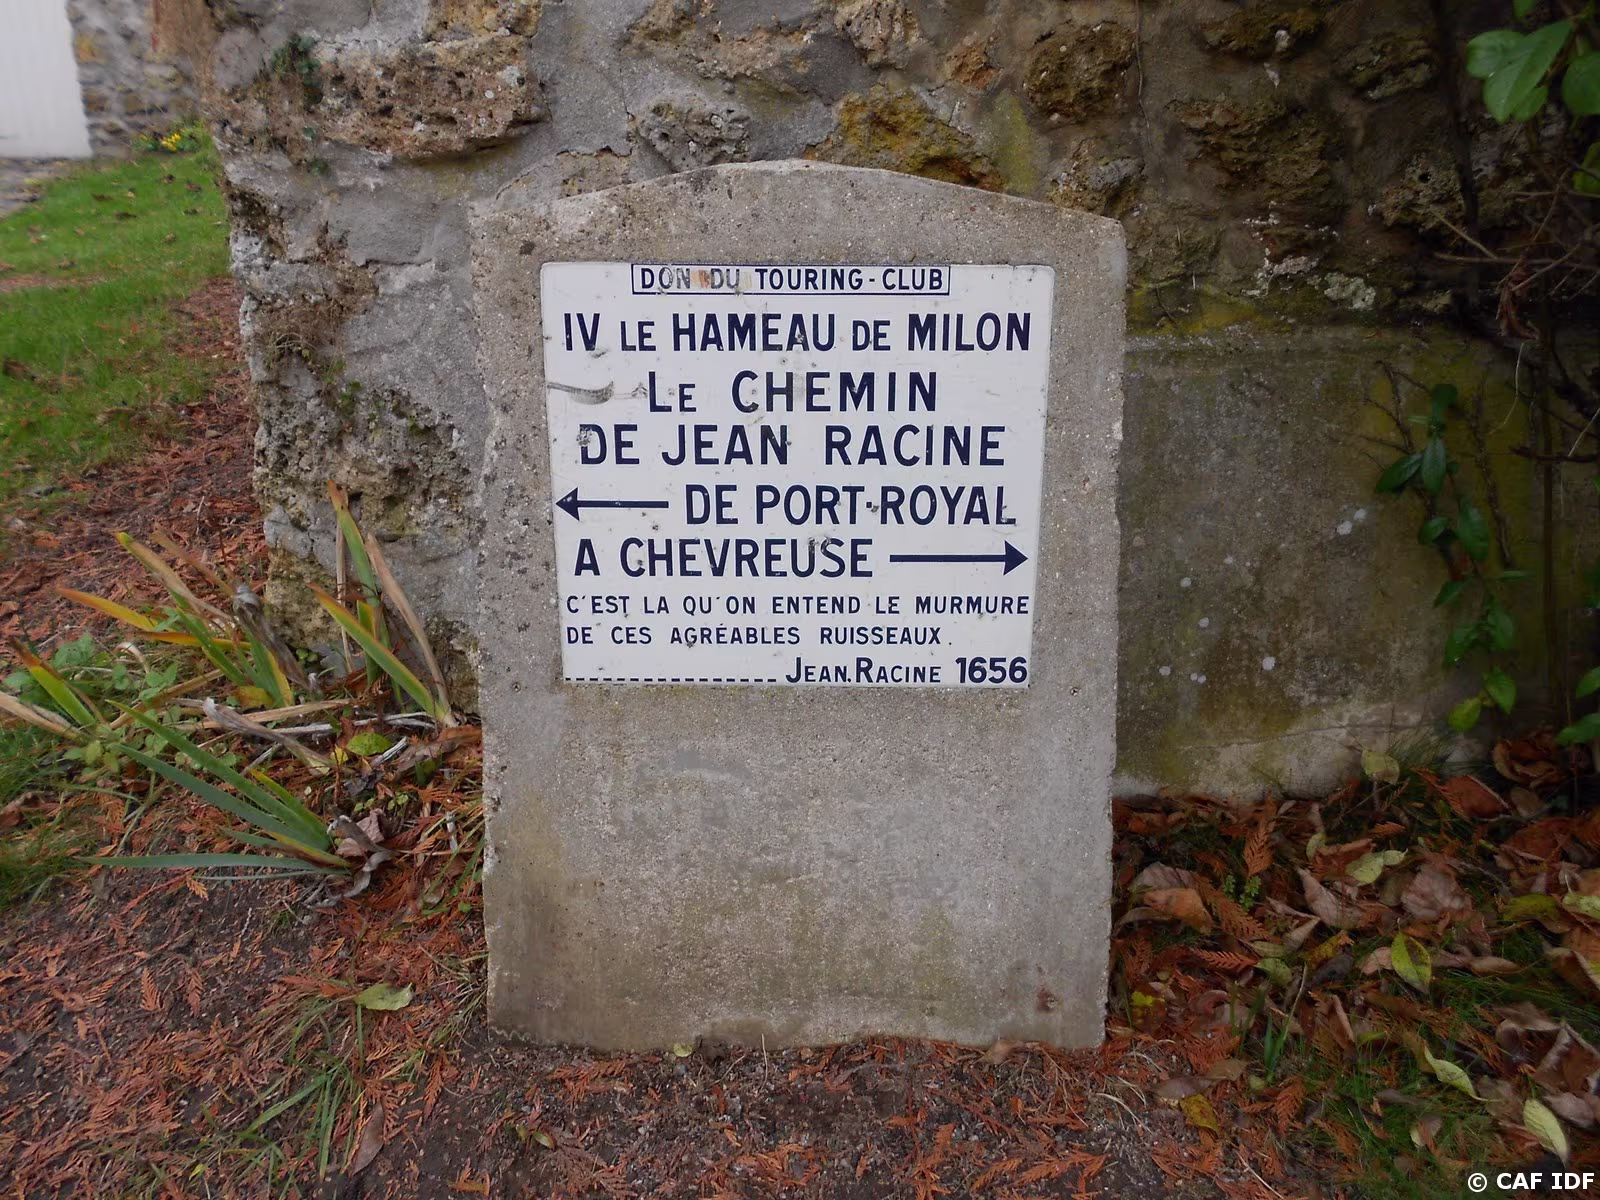 DON DU TOURING-CLUB
IV LE HAMEAU DE MILON
LE CHEMIN
DE JEAN RACINE
← DE PORT-ROYAL
A CHEVREUSE →
C'EST LA QU'ON ENTEND LE MURMURE
DE CES AGRÉABLES RUISSEAUX.
................ JEAN.RACINE 1656
© CAF IDF